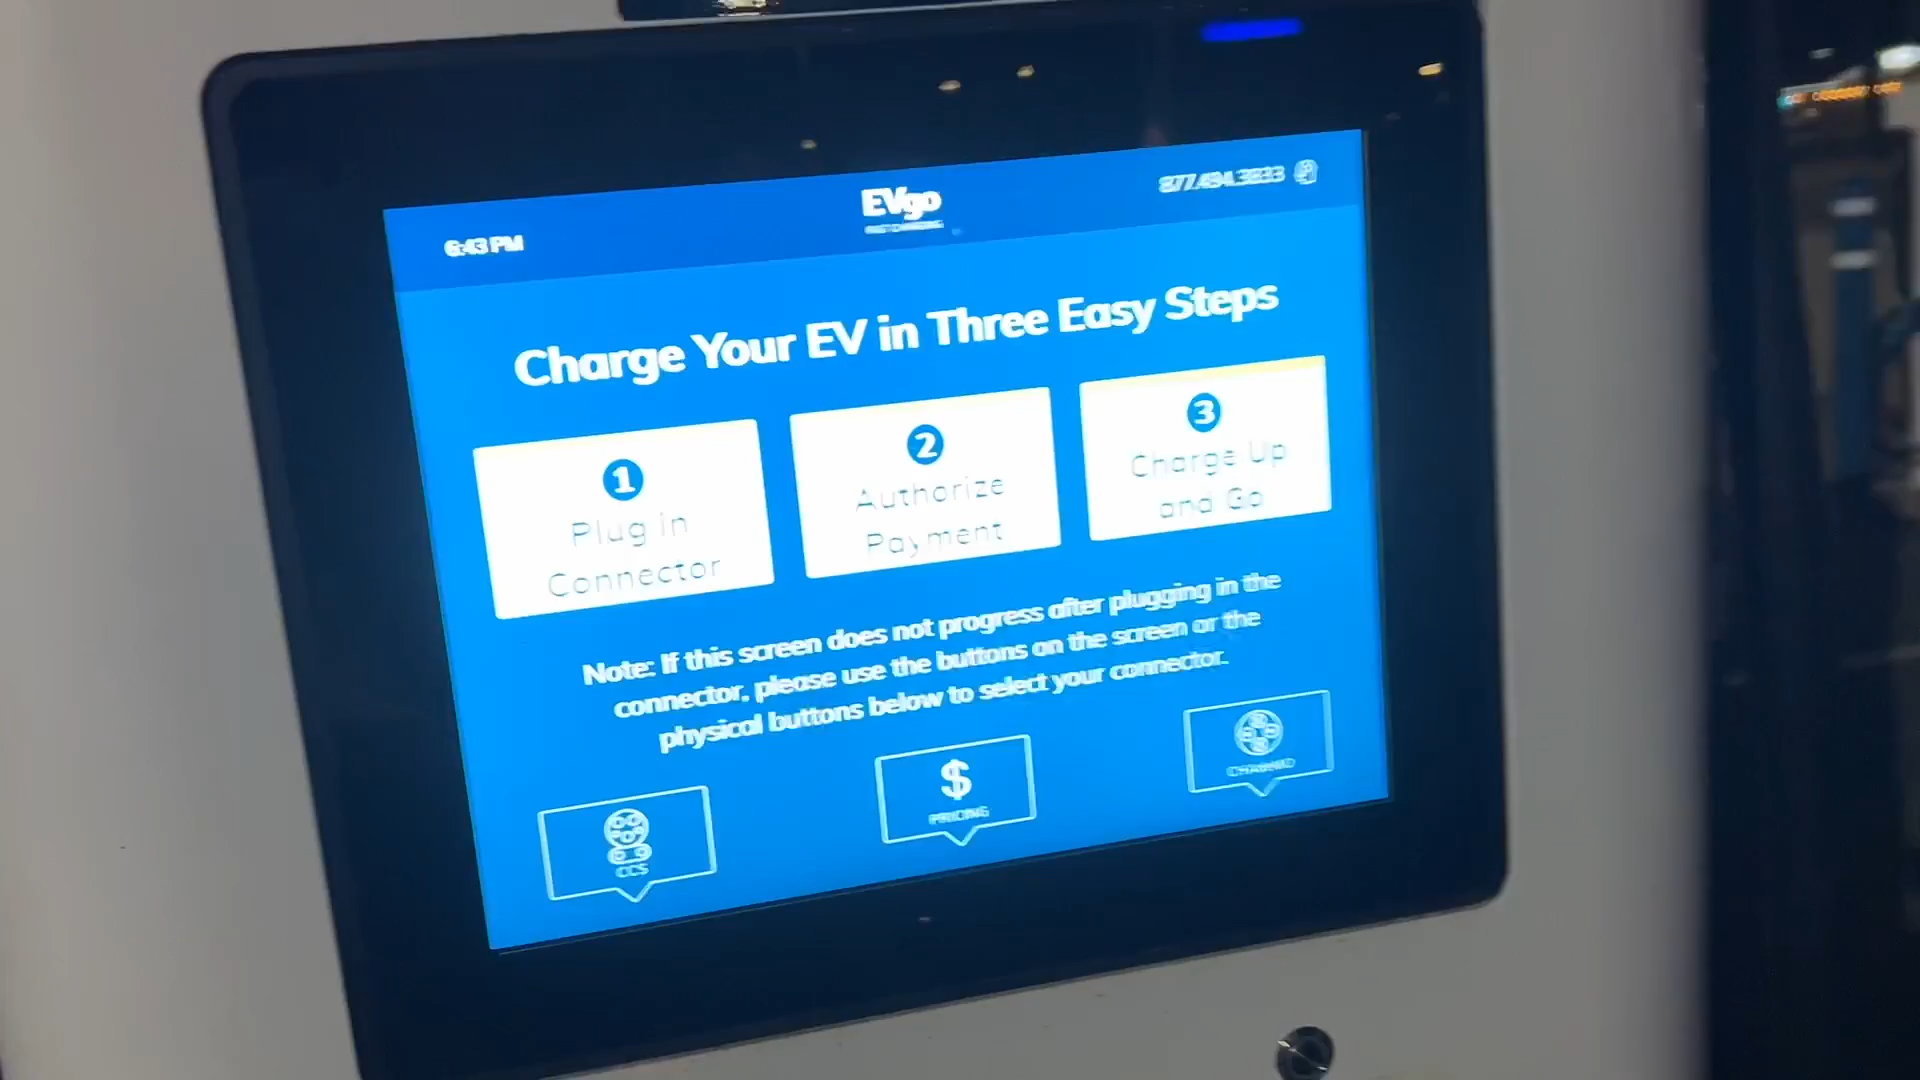 6:43 PM
EVgo
FAST CHARGING
877.494.3833
Charge Your EV in Three Easy Steps
1
Plug in
Connector
2
Authorize
Payment
3
Charge Up
and Go
Note: If this screen does not progress after plugging in the
connector, please use the buttons on the screen or the
physical buttons below to select your connector.
CCS
$
PRICING
CHADEMO